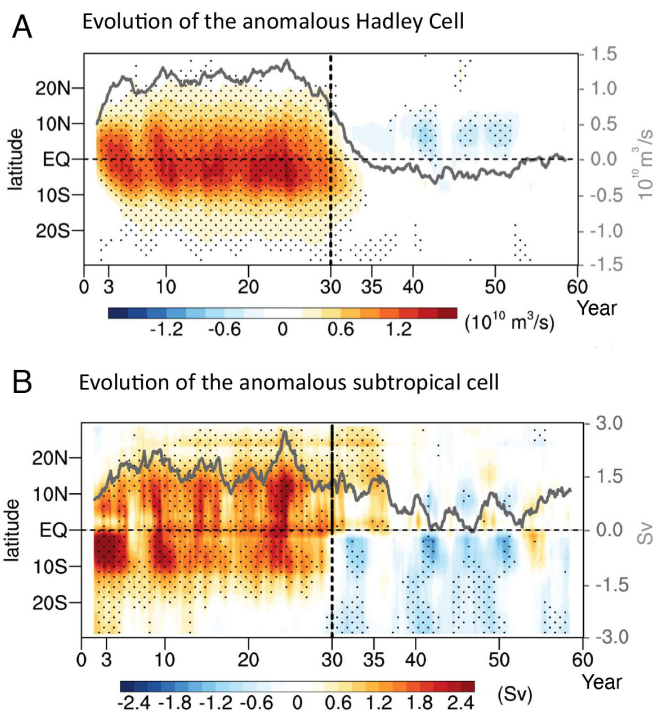 A Evolution of the anomalous Hadley Cell
1.5
20N 1.0
10N 0.5
EQ 0.0
10S -0.5
20S -1.0
-1.5
latitude
10¹⁰ m³/s
0 3 10 20 30 35 40 50 60
Year
-1.2 -0.6 0 0.6 1.2 (10¹⁰ m³/s)
B Evolution of the anomalous subtropical cell
3.0
20N
1.5
10N
EQ 0.0
10S
-1.5
20S
-3.0
latitude
Sv
0 3 10 20 30 35 40 50 60
Year
-2.4 -1.8 -1.2 -0.6 0 0.6 1.2 1.8 2.4 (Sv)